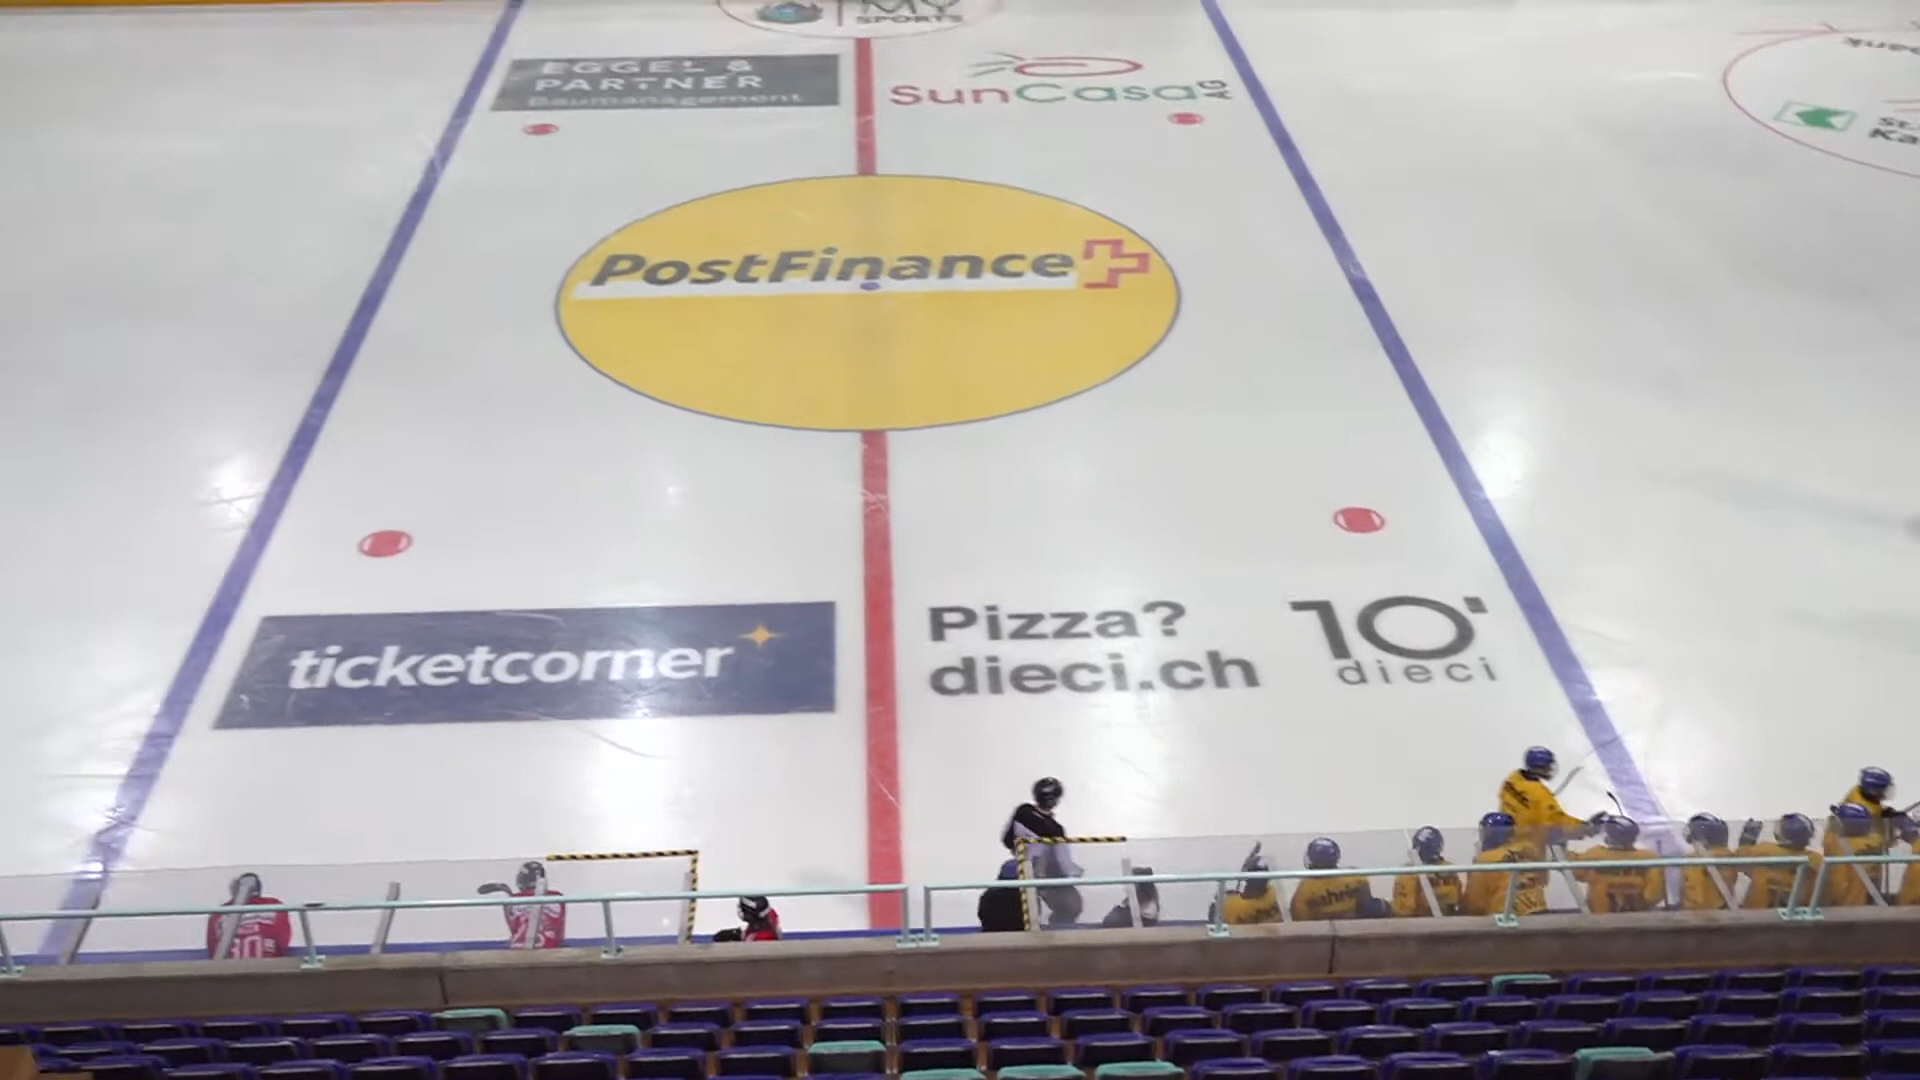 MY
SPORTS
EGGEL &
PARTNER
Baumanagement
SunCasa AG
PostFinance
ticketcorner
Pizza?
dieci.ch
10'
dieci